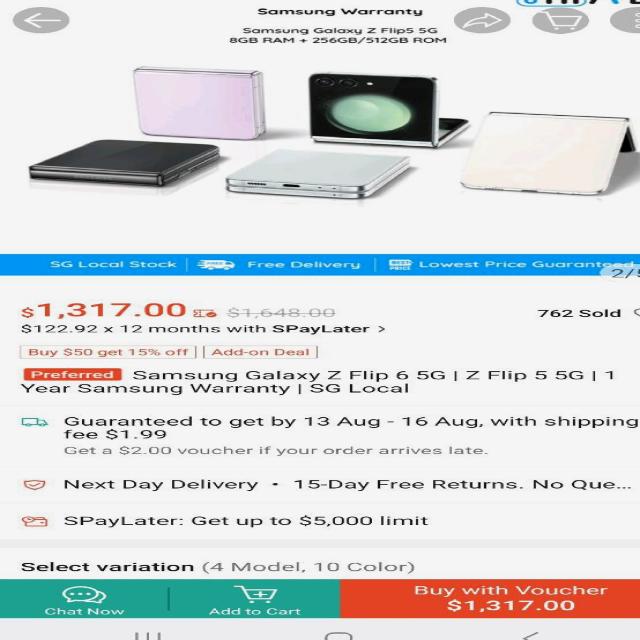 Samsung Warranty
Samsung Galaxy Z Flip5 5G
8GB RAM + 256GB/512GB ROM
SG Local Stock | FREE Free Delivery | BEST PRICE Lowest Price Guaranteed
2/5
$1,317.00 $1,648.00
762 Sold
$122.92 x 12 months with SPayLater >
Buy $50 get 15% off
Add-on Deal
Preferred Samsung Galaxy Z Flip 6 5G | Z Flip 5 5G | 1
Year Samsung Warranty | SG Local
Guaranteed to get by 13 Aug - 16 Aug, with shipping
fee $1.99
Get a $2.00 voucher if your order arrives late.
Next Day Delivery • 15-Day Free Returns. No Que...
SPayLater: Get up to $5,000 limit
Select variation (4 Model, 10 Color)
Chat Now
Add to Cart
Buy with Voucher
$1,317.00